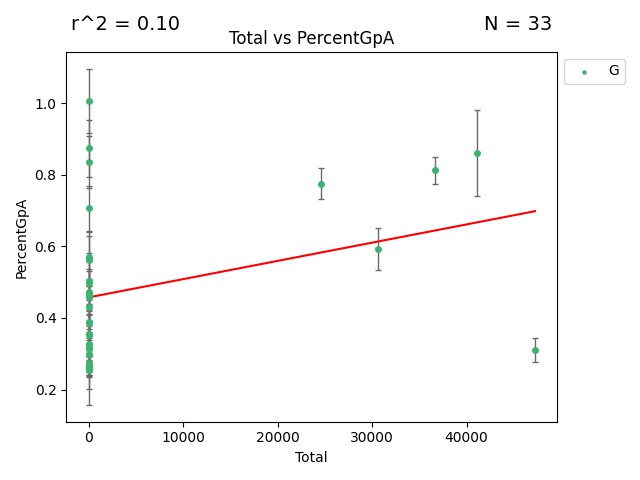 r^2 = 0.10
N = 33
Total vs PercentGpA
G
PercentGpA
1.0
0.8
0.6
0.4
0.2
0
10000
20000
30000
40000
Total